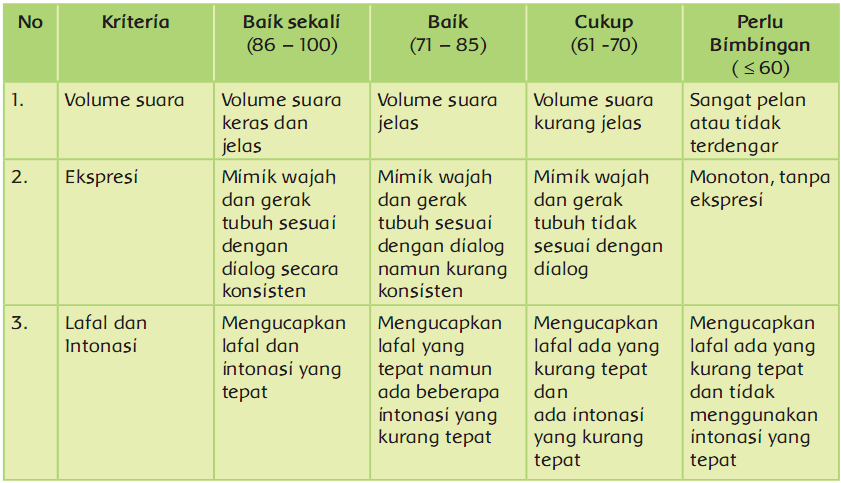 No
Kriteria
Baik sekali
(86 – 100)
Baik
(71 – 85)
Cukup
(61 -70)
Perlu
Bimbingan
( ≤ 60)
1.
Volume suara
Volume suara
keras dan
jelas
Volume suara
jelas
Volume suara
kurang jelas
Sangat pelan
atau tidak
terdengar
2.
Ekspresi
Mimik wajah
dan gerak
tubuh sesuai
dengan
dialog secara
konsisten
Mimik wajah
dan gerak
tubuh sesuai
dengan dialog
namun kurang
konsisten
Mimik wajah
dan gerak
tubuh tidak
sesuai dengan
dialog
Monoton, tanpa
ekspresi
3.
Lafal dan
Intonasi
Mengucapkan
lafal dan
intonasi yang
tepat
Mengucapkan
lafal yang
tepat namun
ada beberapa
intonasi yang
kurang tepat
Mengucapkan
lafal ada yang
kurang tepat
dan
ada intonasi
yang kurang
tepat
Mengucapkan
lafal ada yang
kurang tepat
dan tidak
menggunakan
intonasi yang
tepat